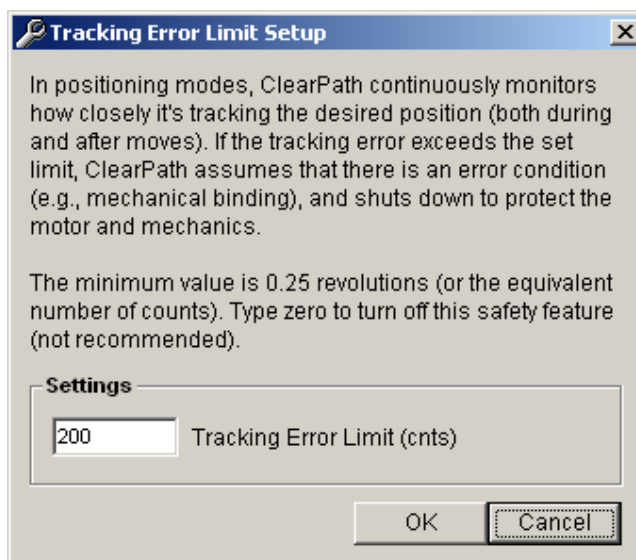 Tracking Error Limit Setup
In positioning modes, ClearPath continuously monitors
how closely it's tracking the desired position (both during
and after moves). If the tracking error exceeds the set
limit, ClearPath assumes that there is an error condition
(e.g., mechanical binding), and shuts down to protect the
motor and mechanics.
The minimum value is 0.25 revolutions (or the equivalent
number of counts). Type zero to turn off this safety feature
(not recommended).
Settings
200 Tracking Error Limit (cnts)
OK Cancel